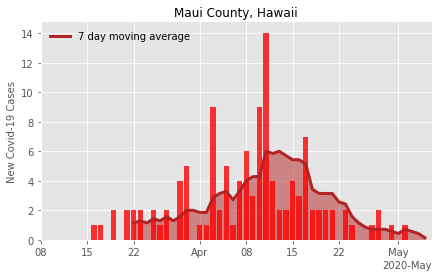 Maui County, Hawaii
7 day moving average
New Covid-19 Cases
14
12
10
8
6
4
2
0
08
15
22
Apr
08
15
22
May
2020-May